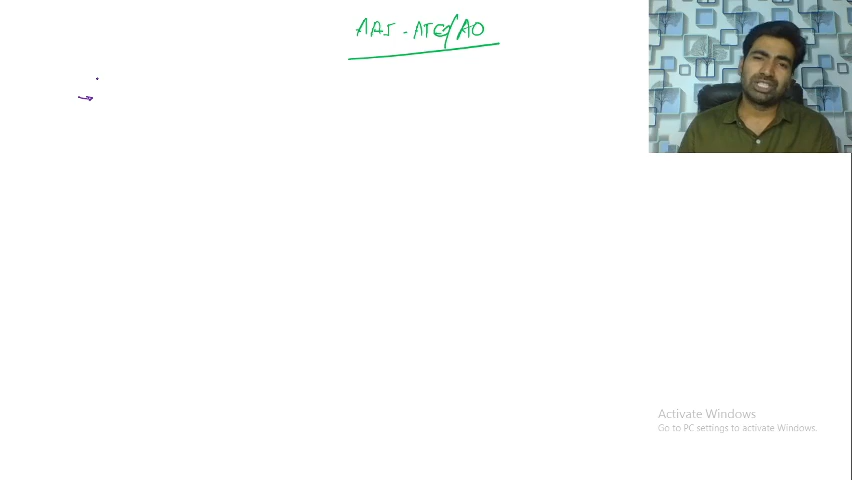 AAI - ATC/AO
Activate Windows
Go to PC settings to activate Windows.